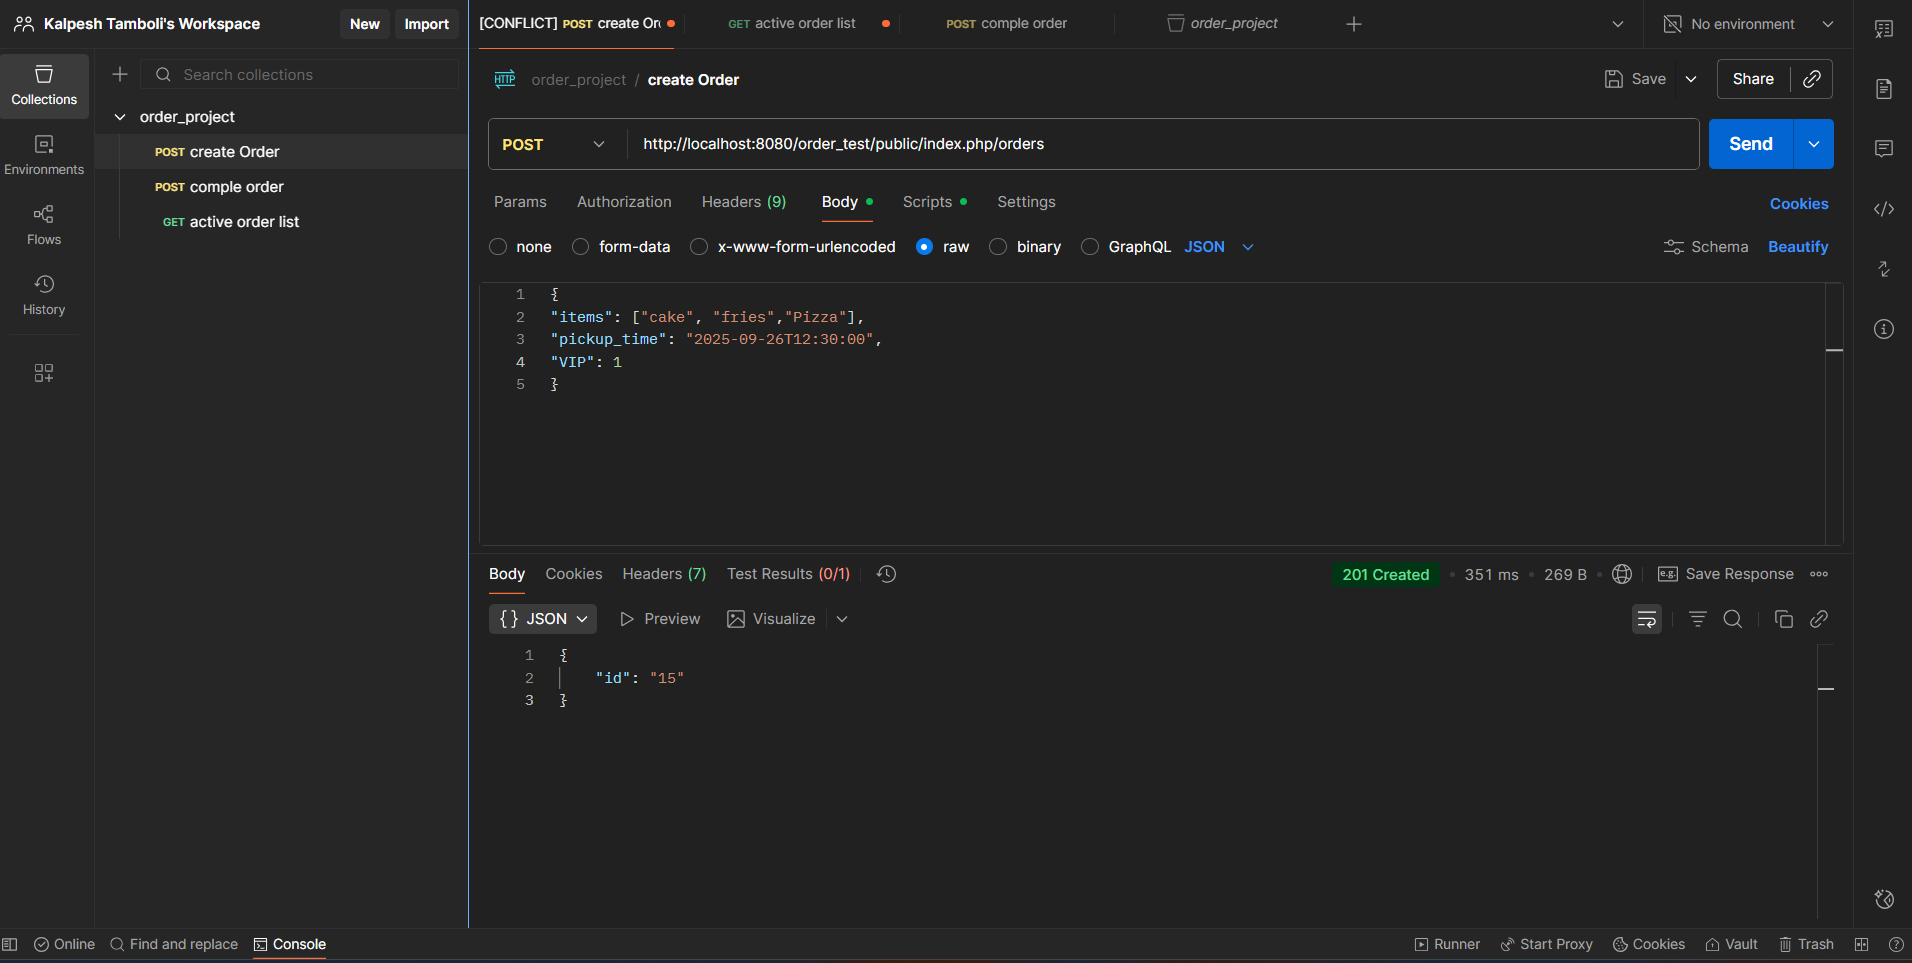 Kalpesh Tamboli's Workspace New Import
[CONFLICT] POST create Or
GET active order list
POST comple order
order_project
No environment
Collections
Environments
Flows
History
Search collections
order_project
POST create Order
POST comple order
GET active order list
HTTP order_project / create Order
Save Share
POST http://localhost:8080/order_test/public/index.php/orders Send
Params Authorization Headers (9) Body Scripts Settings Cookies
none form-data x-www-form-urlencoded raw binary GraphQL JSON Schema Beautify
1 {
2 "items": ["cake", "fries","Pizza"],
3 "pickup_time": "2025-09-26T12:30:00",
4 "VIP": 1
5 }
Body Cookies Headers (7) Test Results (0/1) 201 Created 351 ms 269 B e.g. Save Response
{} JSON Preview Visualize
1 {
2 "id": "15"
3 }
Online Find and replace Console Runner Start Proxy Cookies Vault Trash